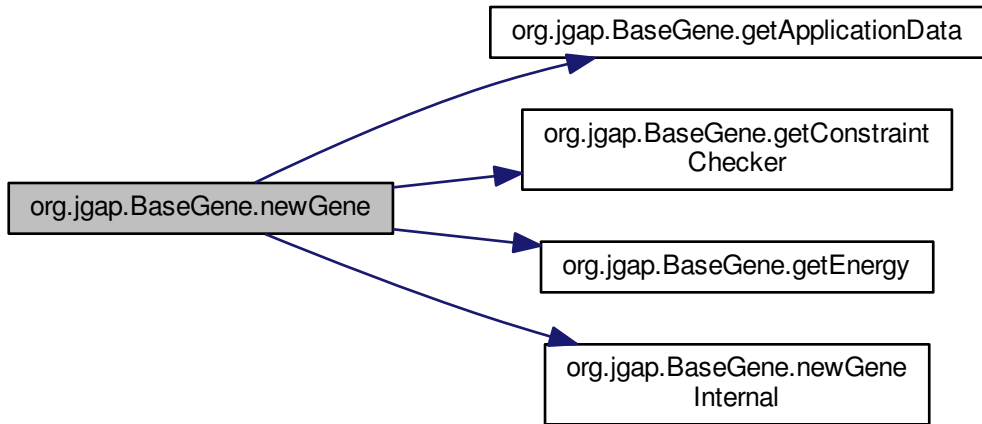 org.jgap.BaseGene.newGene
org.jgap.BaseGene.getApplicationData
org.jgap.BaseGene.getConstraint
Checker
org.jgap.BaseGene.getEnergy
org.jgap.BaseGene.newGene
Internal